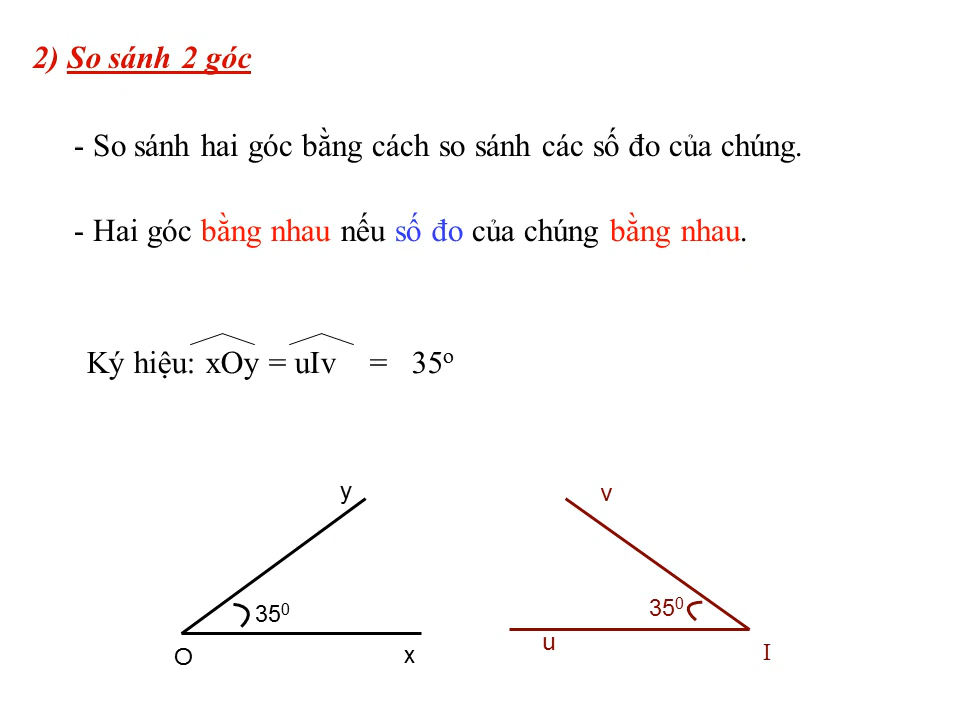 2) So sánh 2 góc
- So sánh hai góc bằng cách so sánh các số đo của chúng.
- Hai góc bằng nhau nếu số đo của chúng bằng nhau.
Ký hiệu: xOy = uIv = 35º
y
v
35⁰
35⁰
O
x
u
I